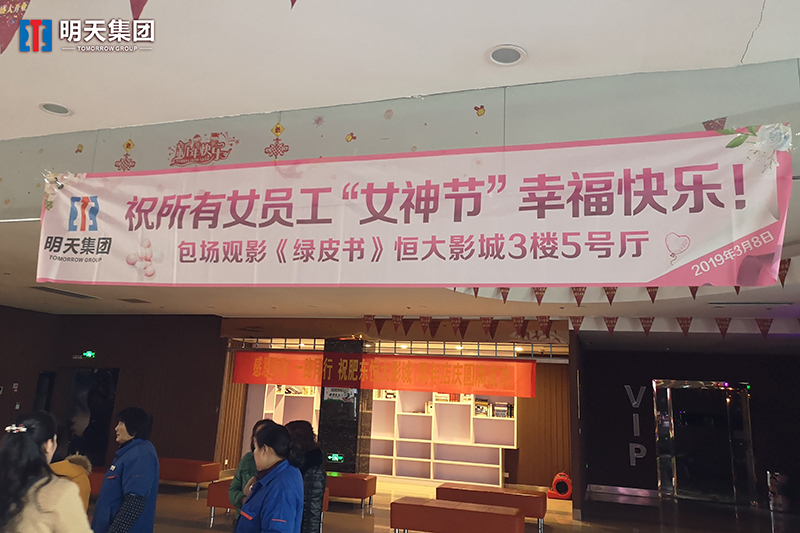 明天集团
TOMORROW GROUP
祝所有女员工“女神节”幸福快乐！
包场观影《绿皮书》恒大影城3楼5号厅
2019年3月8日
明天集团
TOMORROW GROUP
VIP